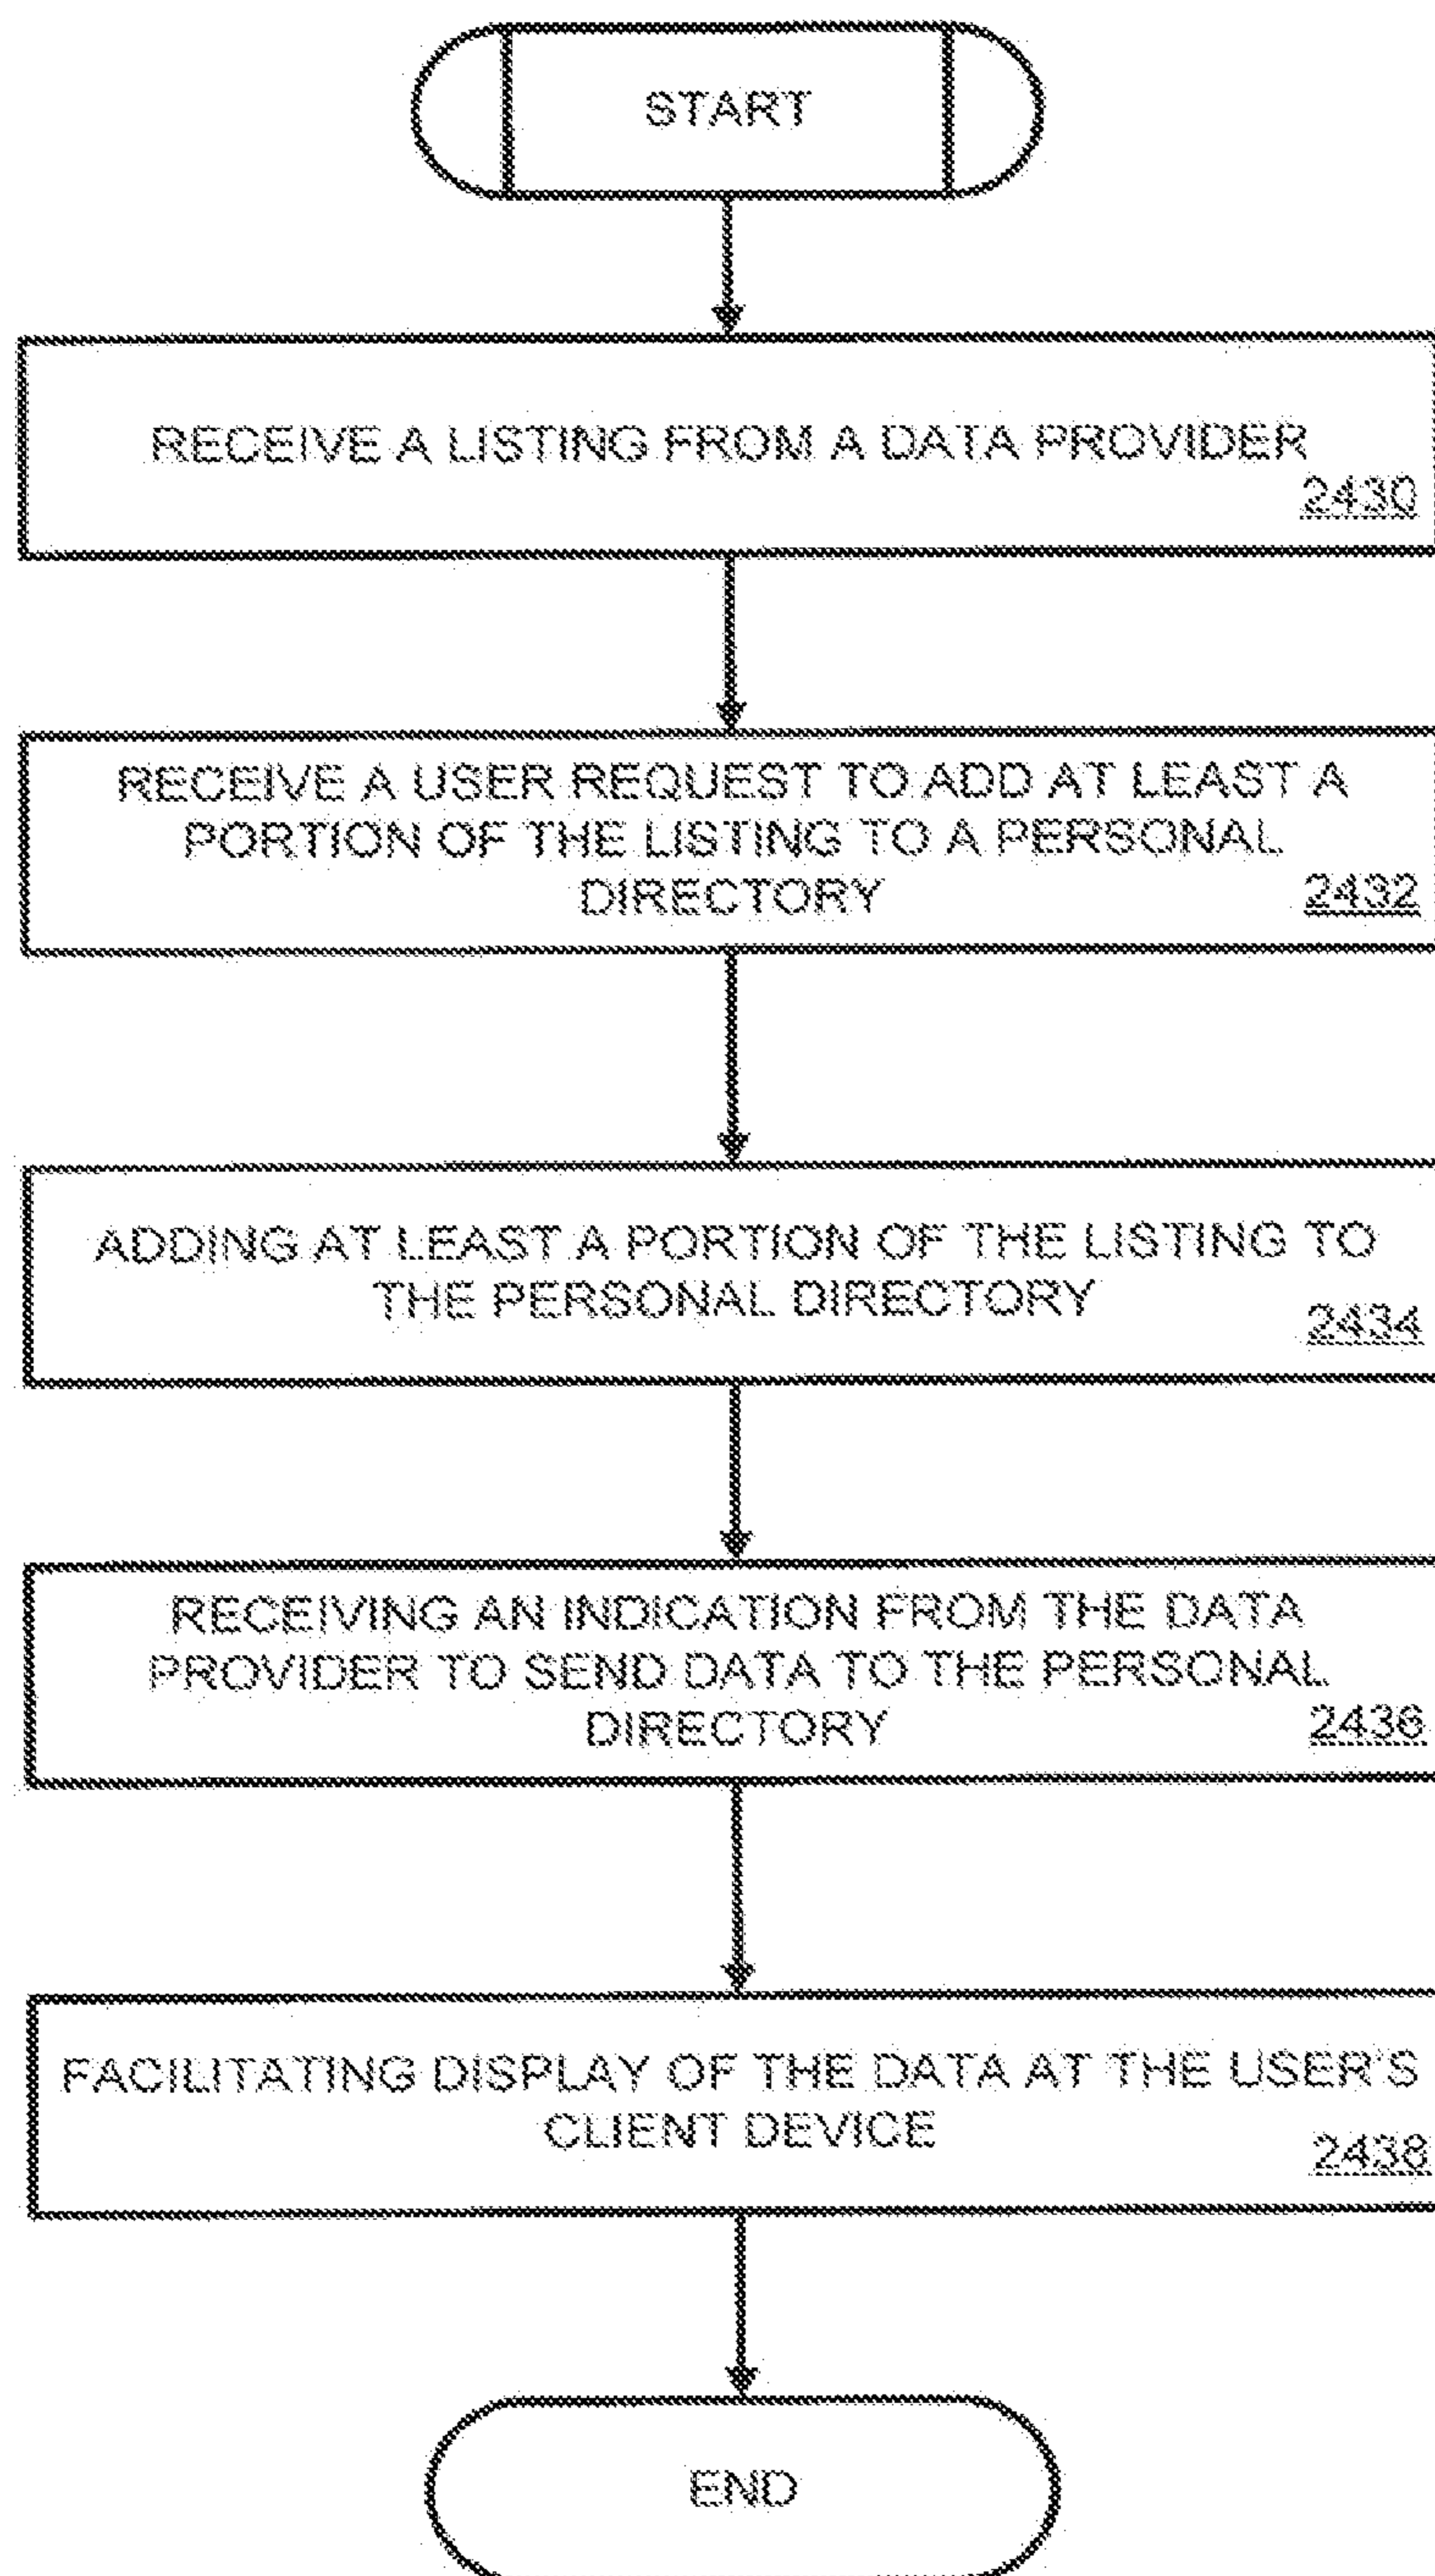 START
RECEIVE A LISTING FROM A DATA PROVIDER
2430
RECEIVE A USER REQUEST TO ADD AT LEAST A
PORTION OF THE LISTING TO A PERSONAL
DIRECTORY
2432
ADDING AT LEAST A PORTION OF THE LISTING TO
THE PERSONAL DIRECTORY
2434
RECEIVING AN INDICATION FROM THE DATA
PROVIDER TO SEND DATA TO THE PERSONAL
DIRECTORY
2436
FACILITATING DISPLAY OF THE DATA AT THE USER'S
CLIENT DEVICE
2438
END